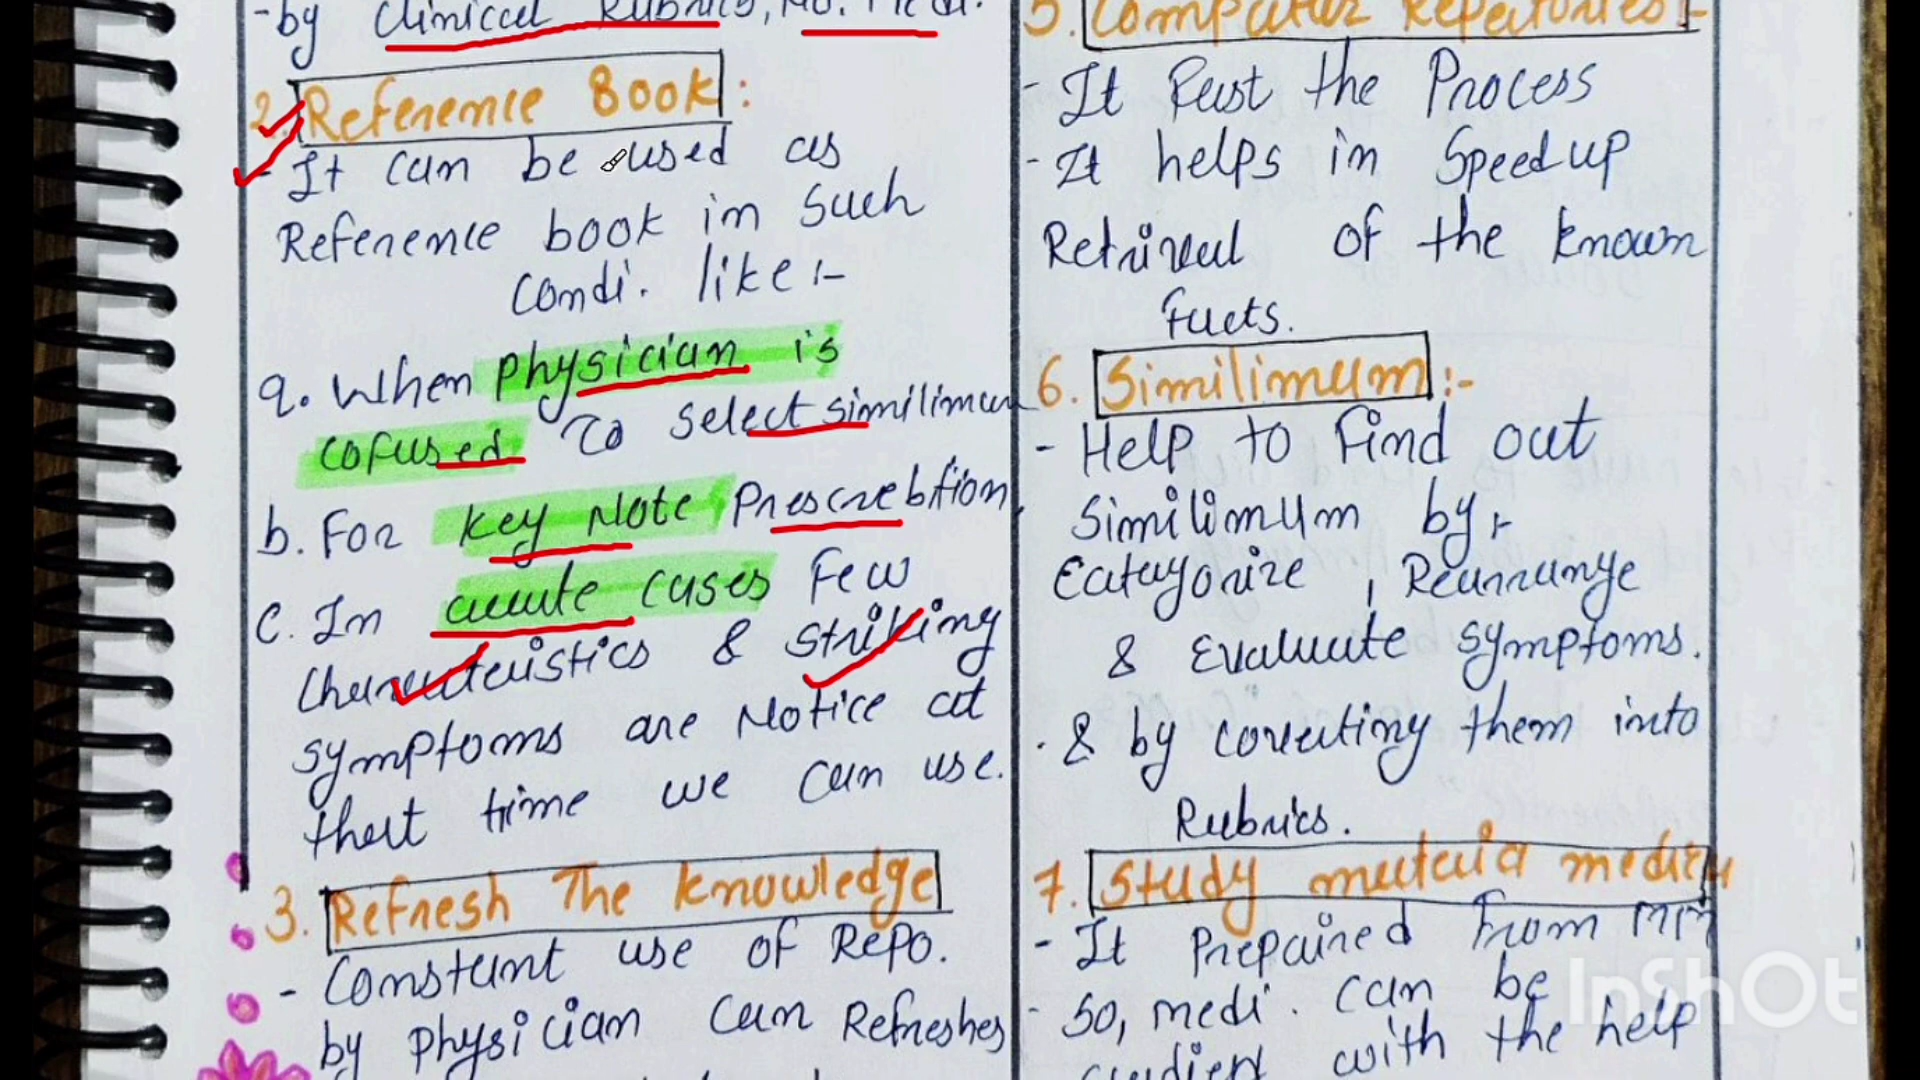 -by Clinical Rubrics, No. Medi.
2. Reference Book:
- It can be used as
Reference book in such
Condi. like :-
a. When physician is
cofused to select similimum
b. For key Note Prescrebtion
C. In acute cases Few
Characteristics & striking
symptoms are Notice at
that time we can use.
3. Refresh The knowledge
- Constant use of Repo.
by physician can Refreshes
5. Computer Repertories :-
- It Fast the Process
- It helps in Speedup
Retrival of the known
Facts.
6. Similimum :-
- Help to Find out
Similimum by :-
Catagorize, Rearrange
& Evaluate symptoms.
. & by coverting them into
Rubrics.
7. Study materia medica
- It Prepaired From MM
- So, medi. can be
with the help
InShOt